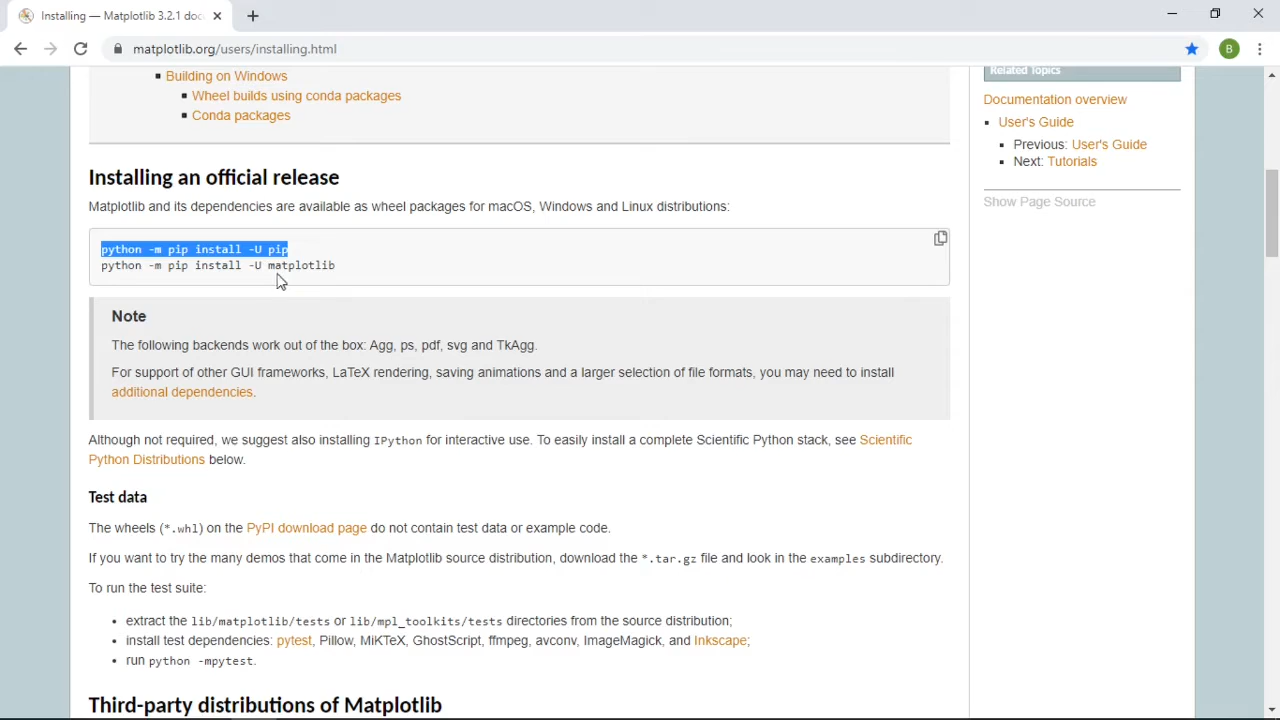 Installing — Matplotlib 3.2.1 doc
matplotlib.org/users/installing.html
B
Building on Windows
Wheel builds using conda packages
Conda packages
Related Topics
Documentation overview
User's Guide
Previous: User's Guide
Next: Tutorials
Show Page Source
Installing an official release
Matplotlib and its dependencies are available as wheel packages for macOS, Windows and Linux distributions:
python -m pip install -U pip
python -m pip install -U matplotlib
Note
The following backends work out of the box: Agg, ps, pdf, svg and TkAgg.
For support of other GUI frameworks, LaTeX rendering, saving animations and a larger selection of file formats, you may need to install
additional dependencies.
Although not required, we suggest also installing IPython for interactive use. To easily install a complete Scientific Python stack, see Scientific
Python Distributions below.
Test data
The wheels (*.whl) on the PyPI download page do not contain test data or example code.
If you want to try the many demos that come in the Matplotlib source distribution, download the *.tar.gz file and look in the examples subdirectory.
To run the test suite:
extract the lib/matplotlib/tests or lib/mpl_toolkits/tests directories from the source distribution;
install test dependencies: pytest, Pillow, MiKTeX, GhostScript, ffmpeg, avconv, ImageMagick, and Inkscape;
run python -mpytest.
Third-party distributions of Matplotlib